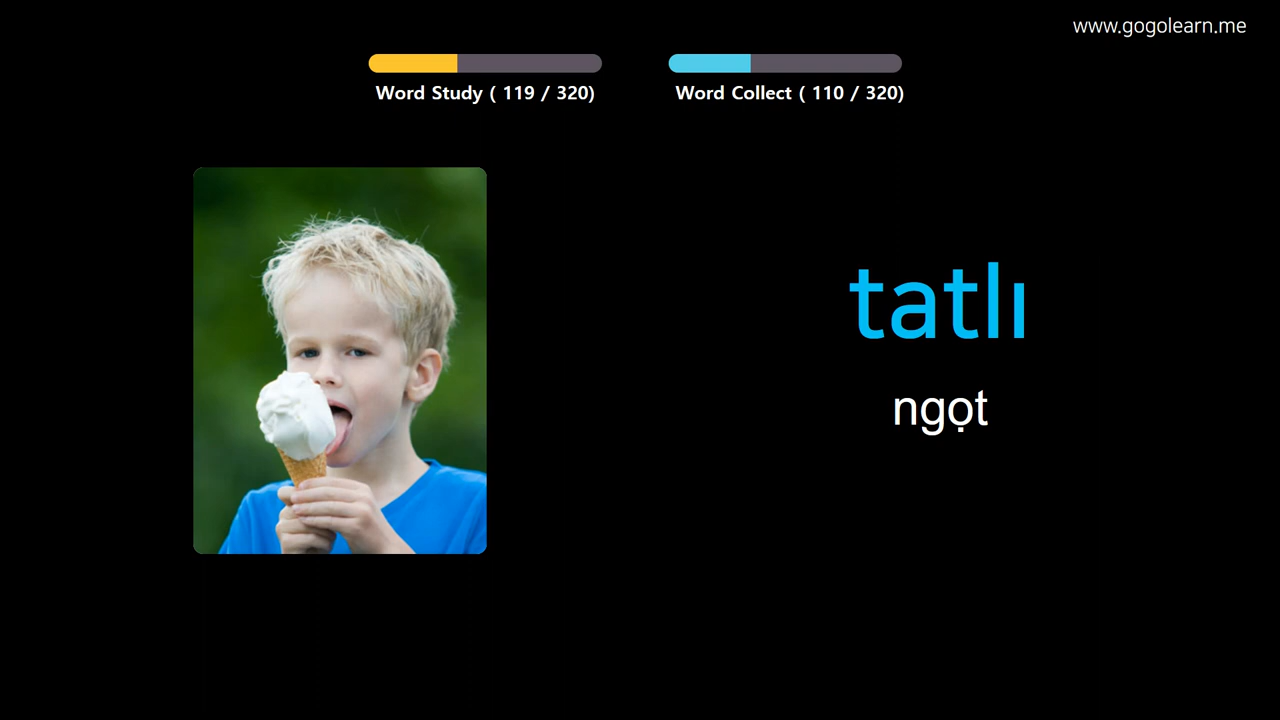 www.gogolearn.me
Word Study ( 119 / 320)
Word Collect ( 110 / 320)
tatlı
ngọt